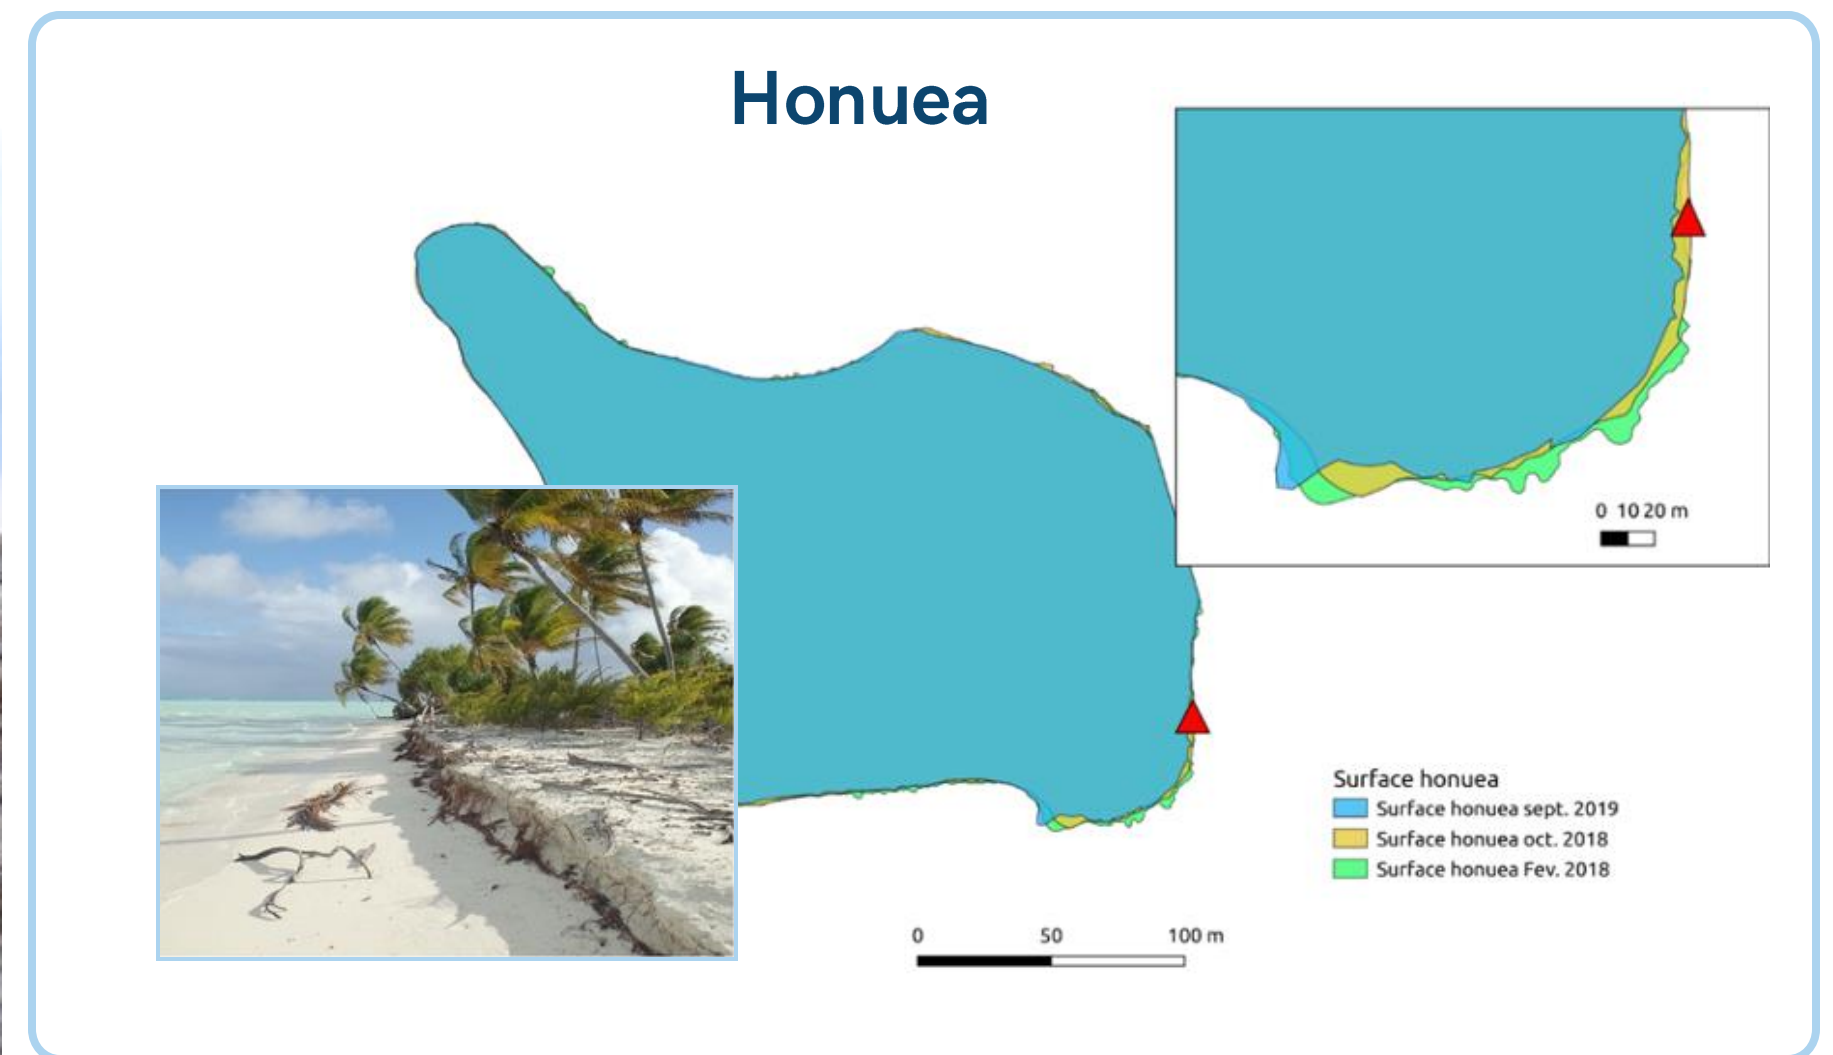 Honuea
0 10 20 m
Surface honuea
Surface honuea sept. 2019
Surface honuea oct. 2018
Surface honuea Fev. 2018
0 50 100 m